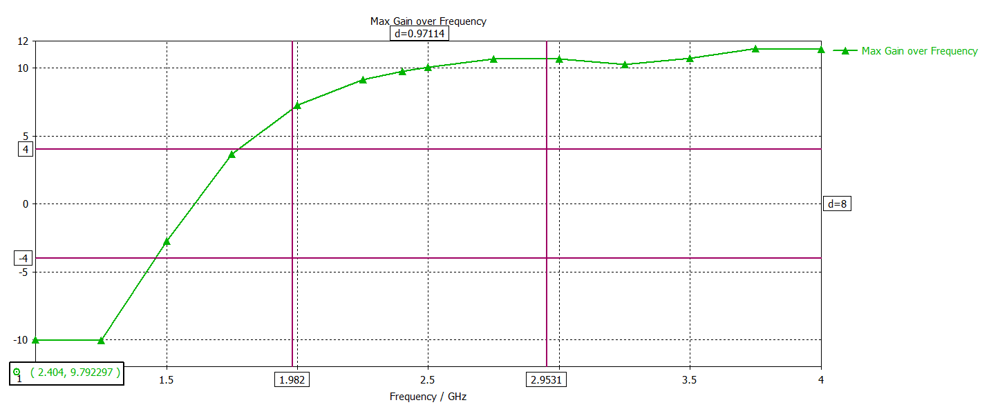 Max Gain over Frequency
d=0.97114
12
10
5
4
0
-4
-5
-10
Max Gain over Frequency
d=8
( 2.404, 9.792297 )
1
1.5
1.982
2.5
2.9531
3.5
4
Frequency / GHz